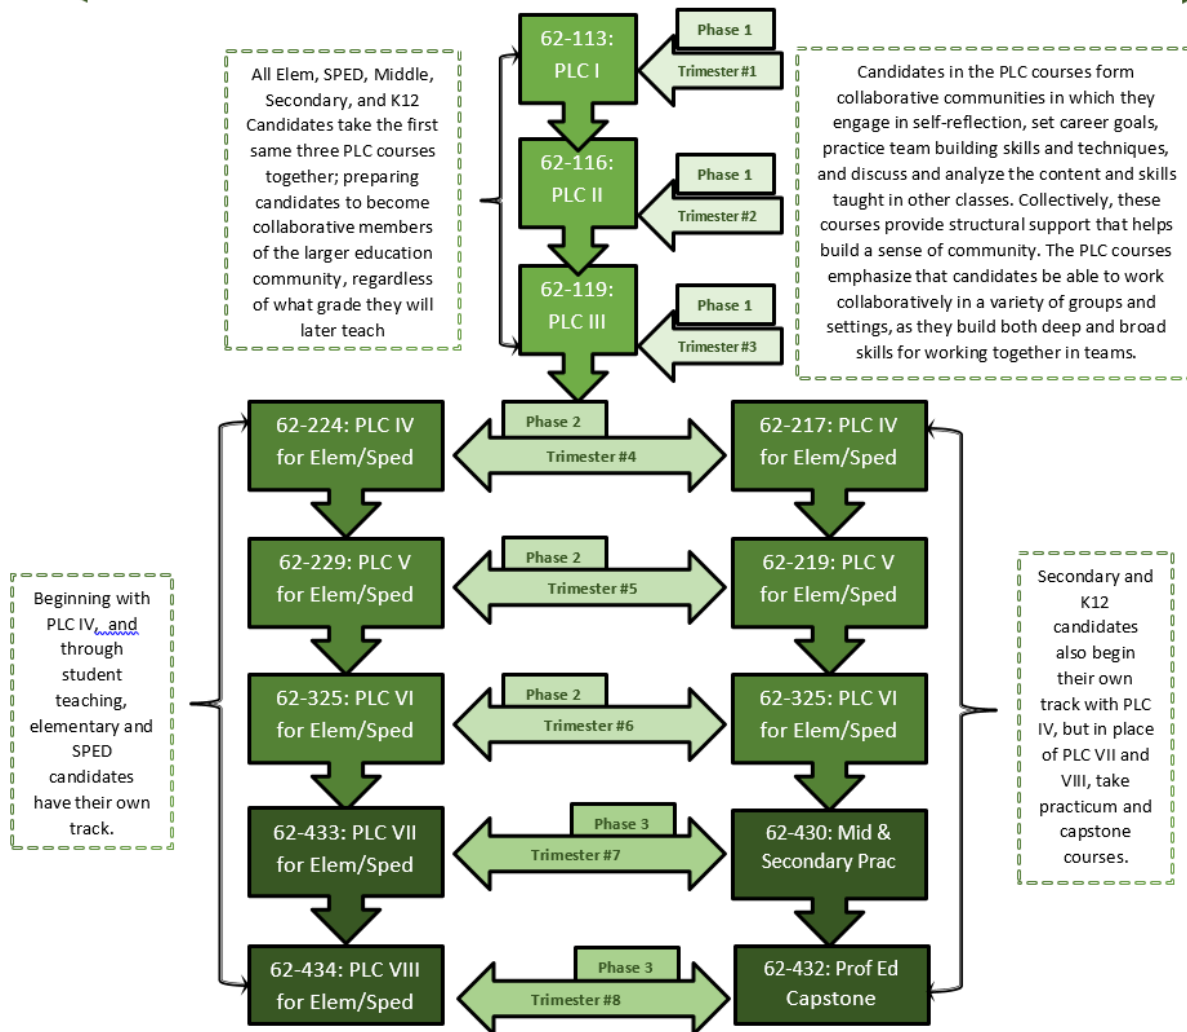 62-113:
PLC I
Phase 1
Trimester #1
All Elem, SPED, Middle,
Secondary, and K12
Candidates take the first
same three PLC courses
together; preparing
candidates to become
collaborative members
of the larger education
community, regardless
of what grade they will
later teach
Candidates in the PLC courses form
collaborative communities in which they
engage in self-reflection, set career goals,
practice team building skills and techniques,
and discuss and analyze the content and skills
taught in other classes. Collectively, these
courses provide structural support that helps
build a sense of community. The PLC courses
emphasize that candidates be able to work
collaboratively in a variety of groups and
settings, as they build both deep and broad
skills for working together in teams.
62-116:
PLC II
Phase 1
Trimester #2
62-119:
PLC III
Phase 1
Trimester #3
62-224: PLC IV
for Elem/Sped
Phase 2
Trimester #4
62-217: PLC IV
for Elem/Sped
62-229: PLC V
for Elem/Sped
Phase 2
Trimester #5
62-219: PLC V
for Elem/Sped
Beginning with
PLC IV, and
through
student
teaching,
elementary and
SPED
candidates
have their own
track.
Secondary and
K12
candidates
also begin
their own
track with PLC
IV, but in place
of PLC VII and
VIII, take
practicum and
capstone
courses.
62-325: PLC VI
for Elem/Sped
Phase 2
Trimester #6
62-325: PLC VI
for Elem/Sped
62-433: PLC VII
for Elem/Sped
Phase 3
Trimester #7
62-430: Mid &
Secondary Prac
62-434: PLC VIII
for Elem/Sped
Phase 3
Trimester #8
62-432: Prof Ed
Capstone